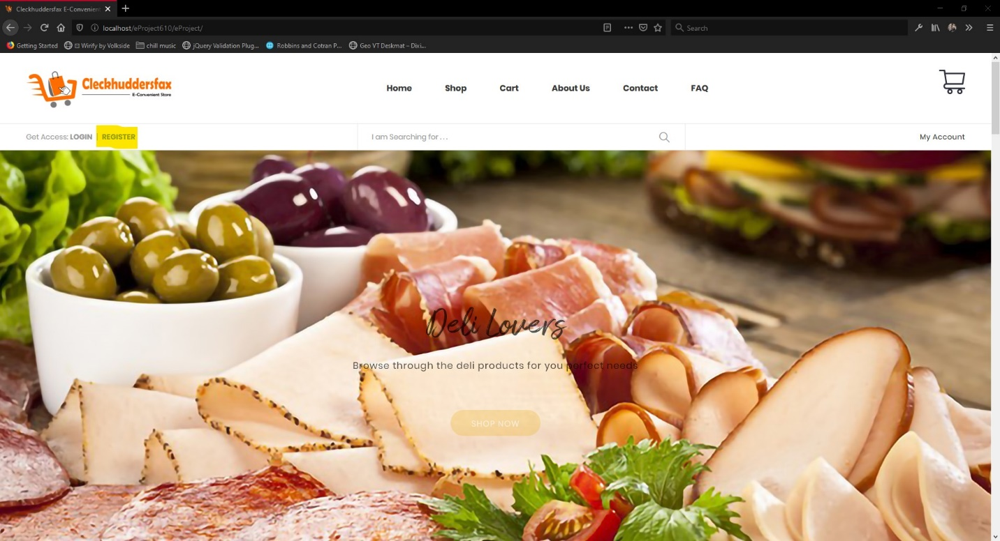 Cleckhuddersfax E-Convenient
localhost/eProject610/eProject/
Search
Getting Started Wirify by Volkside chill music jQuery Validation Plug... Robbins and Cotran P... Geo VT Deskmat – Dixi...
Cleckhuddersfax
E-Convenient Store
Home Shop Cart About Us Contact FAQ
Get Access: LOGIN | REGISTER
I am Searching for . . .
My Account
Deli Lovers
Browse through the deli products for you perfect needs
SHOP NOW